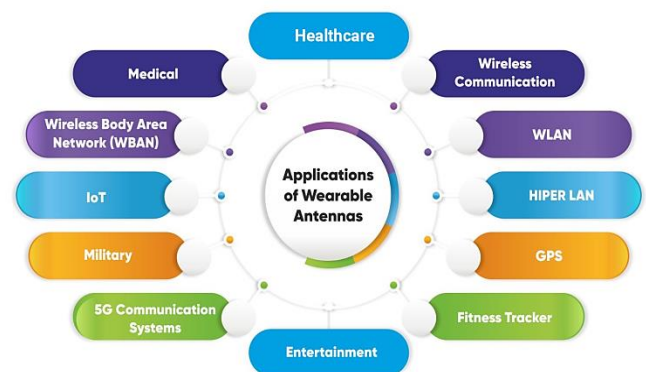 Healthcare
Medical
Wireless
Communication
Wireless Body Area
Network (WBAN)
WLAN
Applications
of Wearable
Antennas
IoT
HIPER LAN
Military
GPS
5G Communication
Systems
Fitness Tracker
Entertainment